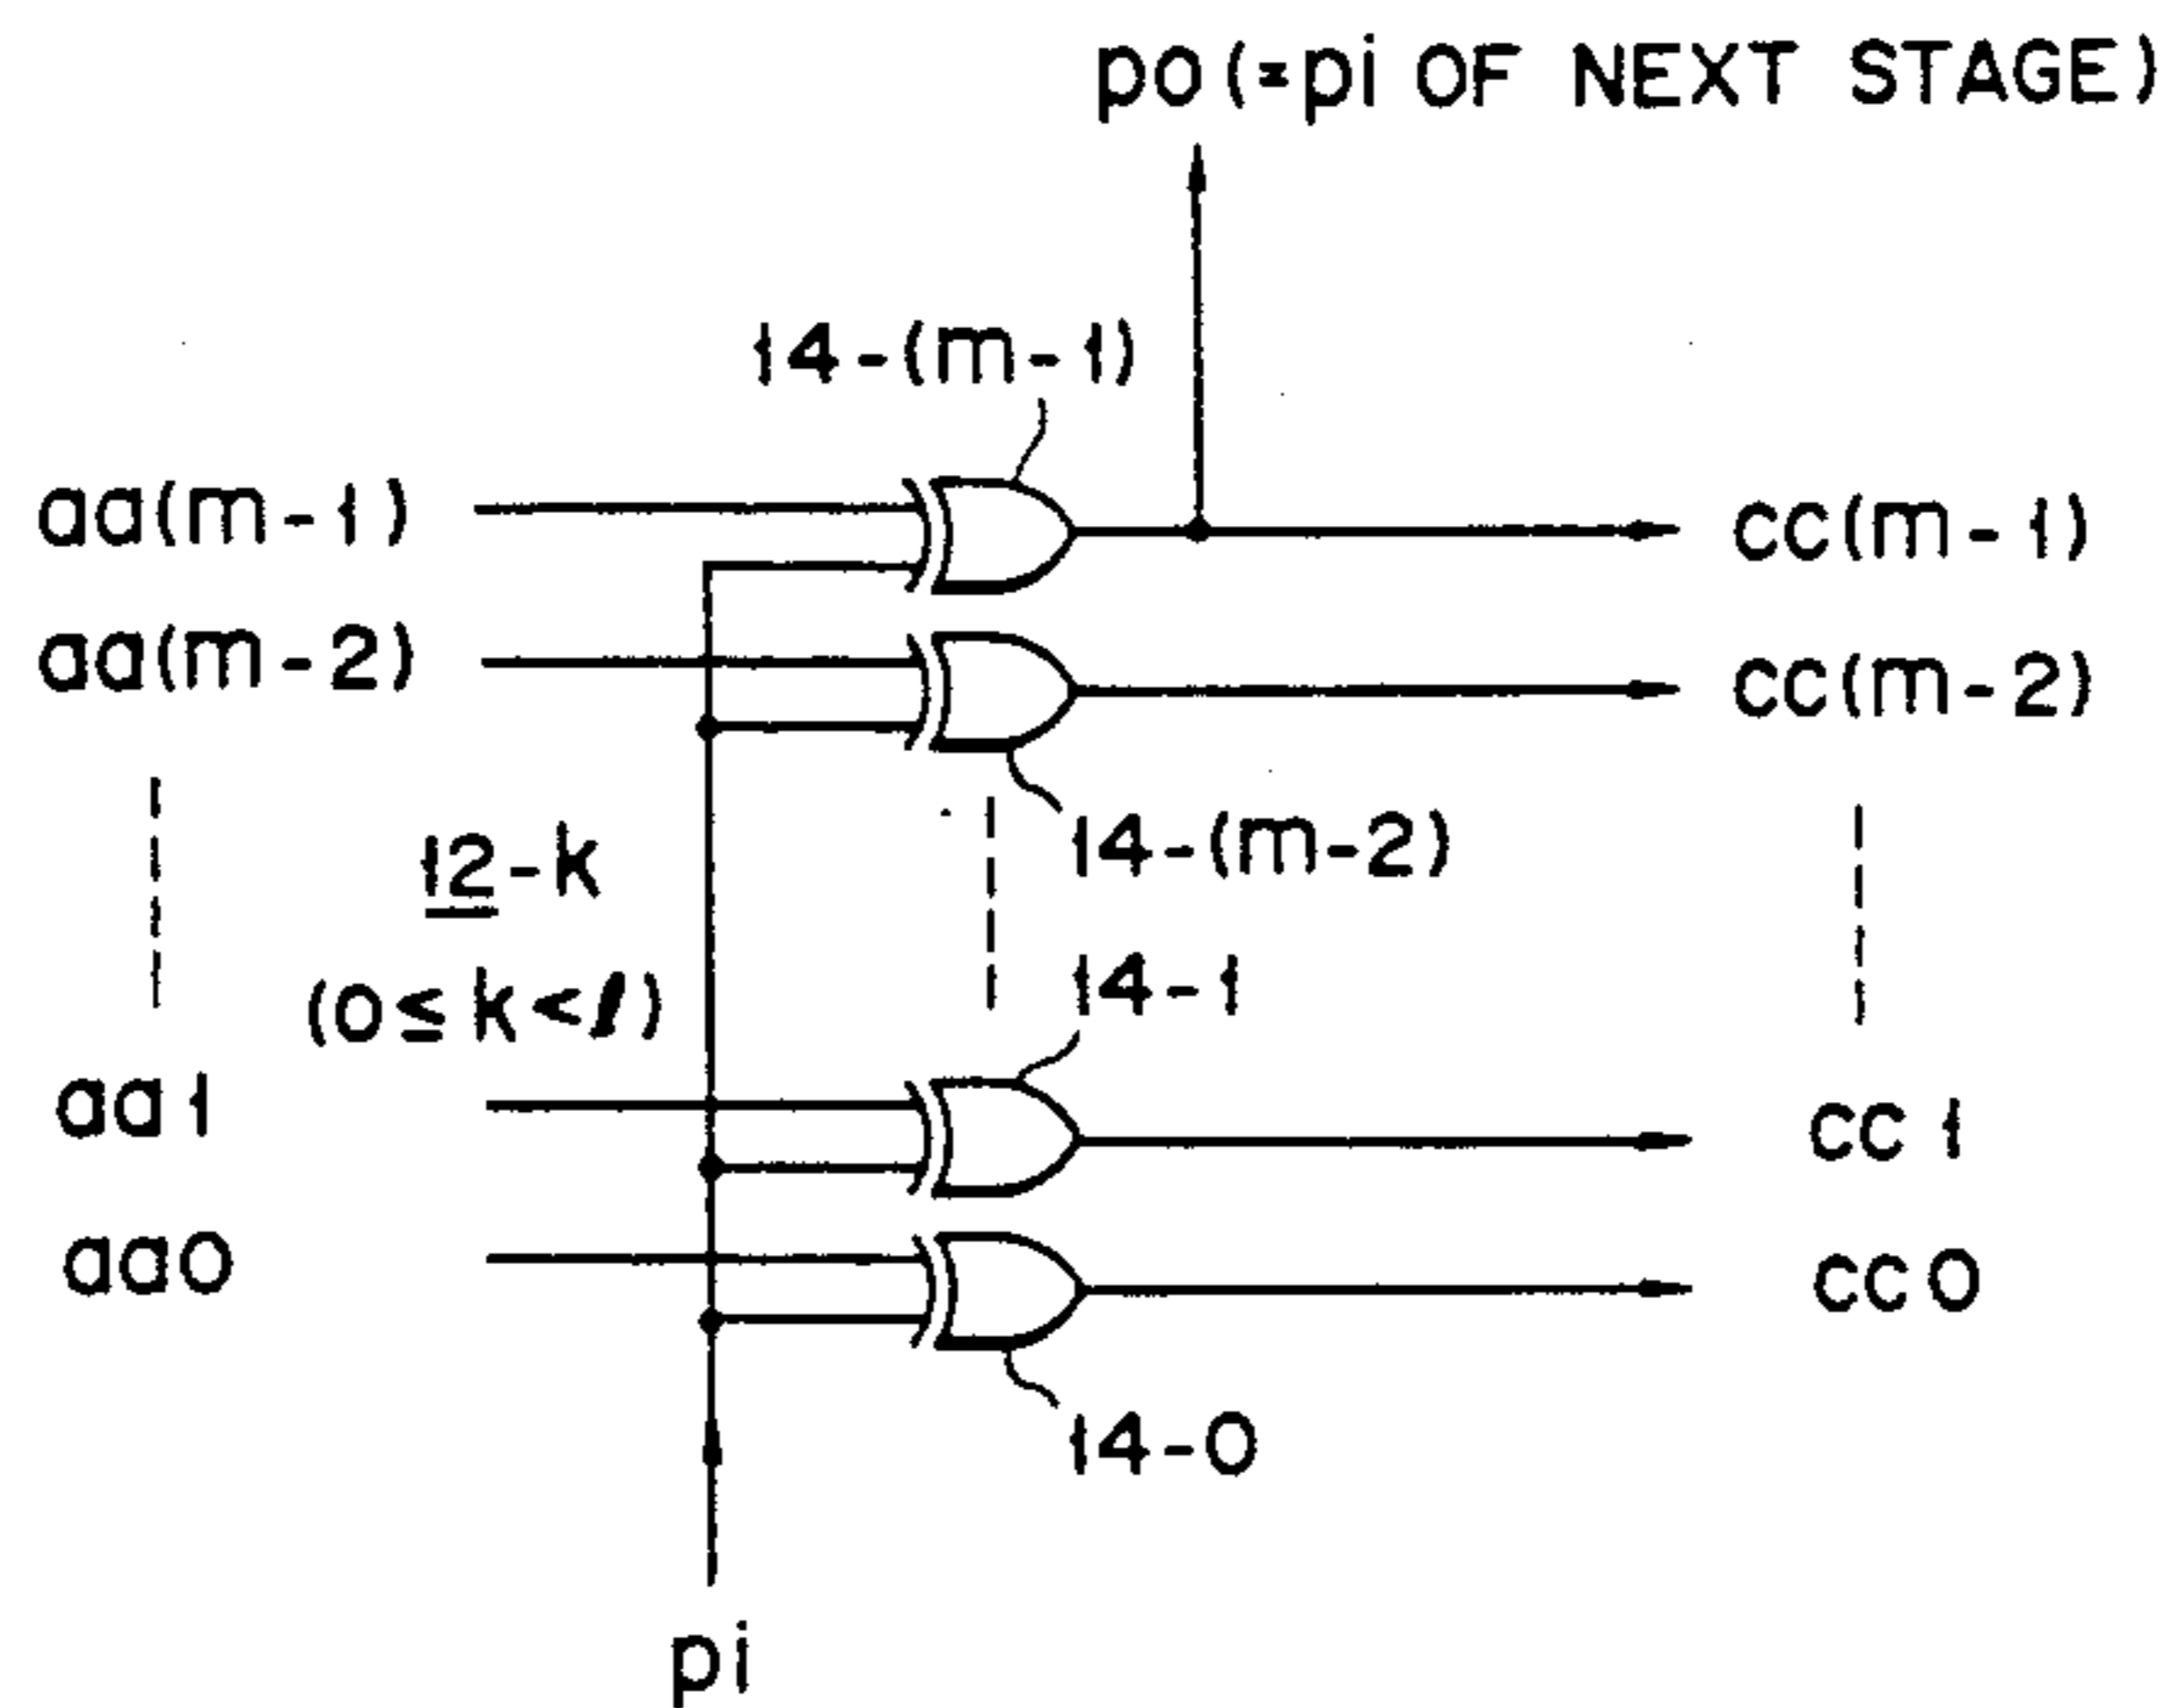 po(=pi OF NEXT STAGE)
14-(m-1)
aa(m-1)
cc(m-1)
aa(m-2)
cc(m-2)
14-(m-2)
12-k
(0≤k<l)
14-1
aa1
cc1
aa0
cc0
14-0
pi